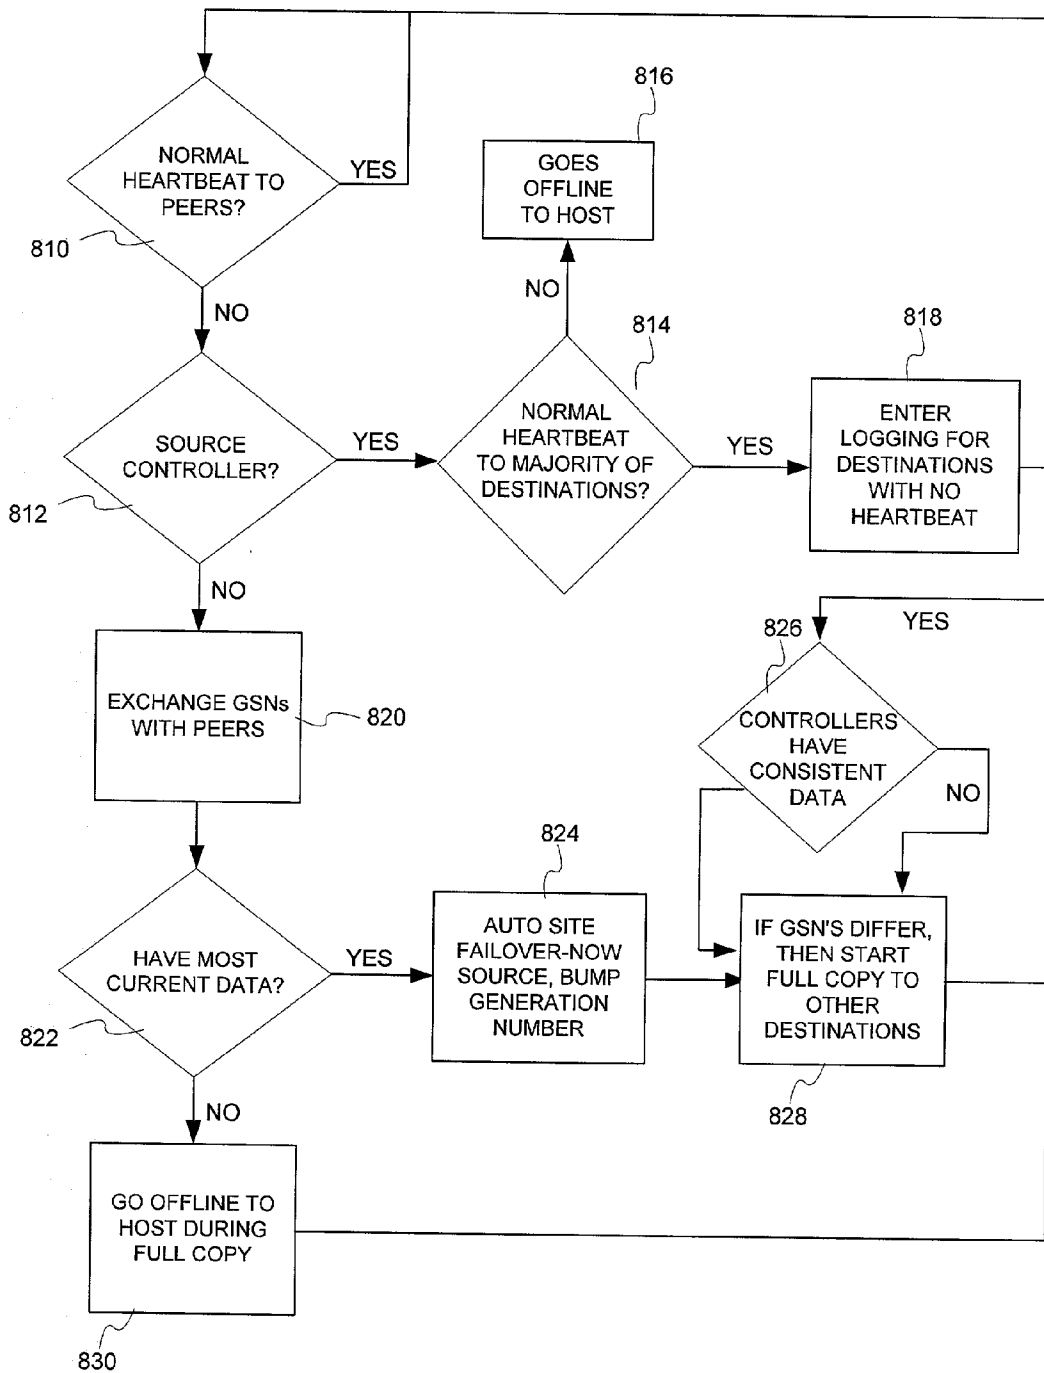 NORMAL
HEARTBEAT TO
PEERS?
YES
810
NO
816
GOES
OFFLINE
TO HOST
NO
814
818
SOURCE
CONTROLLER?
812
YES
NORMAL
HEARTBEAT
TO MAJORITY OF
DESTINATIONS?
YES
ENTER
LOGGING FOR
DESTINATIONS
WITH NO
HEARTBEAT
NO
EXCHANGE GSNs
WITH PEERS
820
YES
826
CONTROLLERS
HAVE
CONSISTENT
DATA
NO
HAVE MOST
CURRENT DATA?
822
YES
824
AUTO SITE
FAILOVER-NOW
SOURCE, BUMP
GENERATION
NUMBER
IF GSN'S DIFFER,
THEN START
FULL COPY TO
OTHER
DESTINATIONS
828
NO
GO OFFLINE TO
HOST DURING
FULL COPY
830